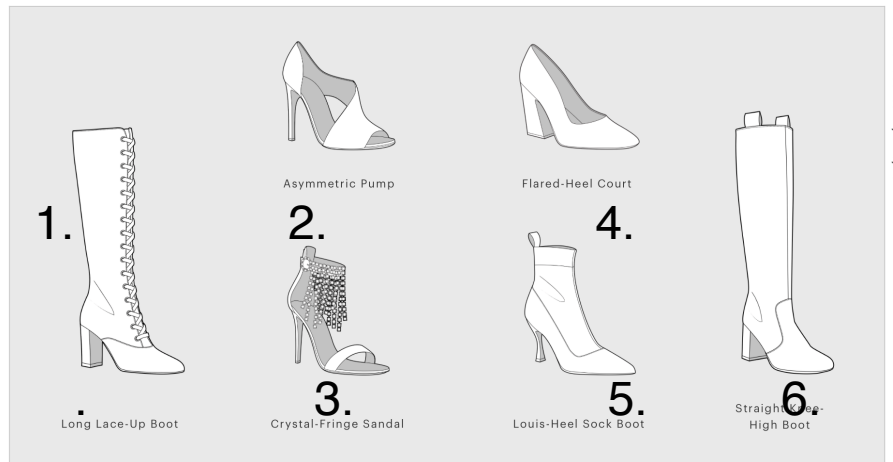 Asymmetric Pump
Flared-Heel Court
1.
2.
4.
3.
5.
6.
.
Long Lace-Up Boot
Crystal-Fringe Sandal
Louis-Heel Sock Boot
Straight Knee-
High Boot